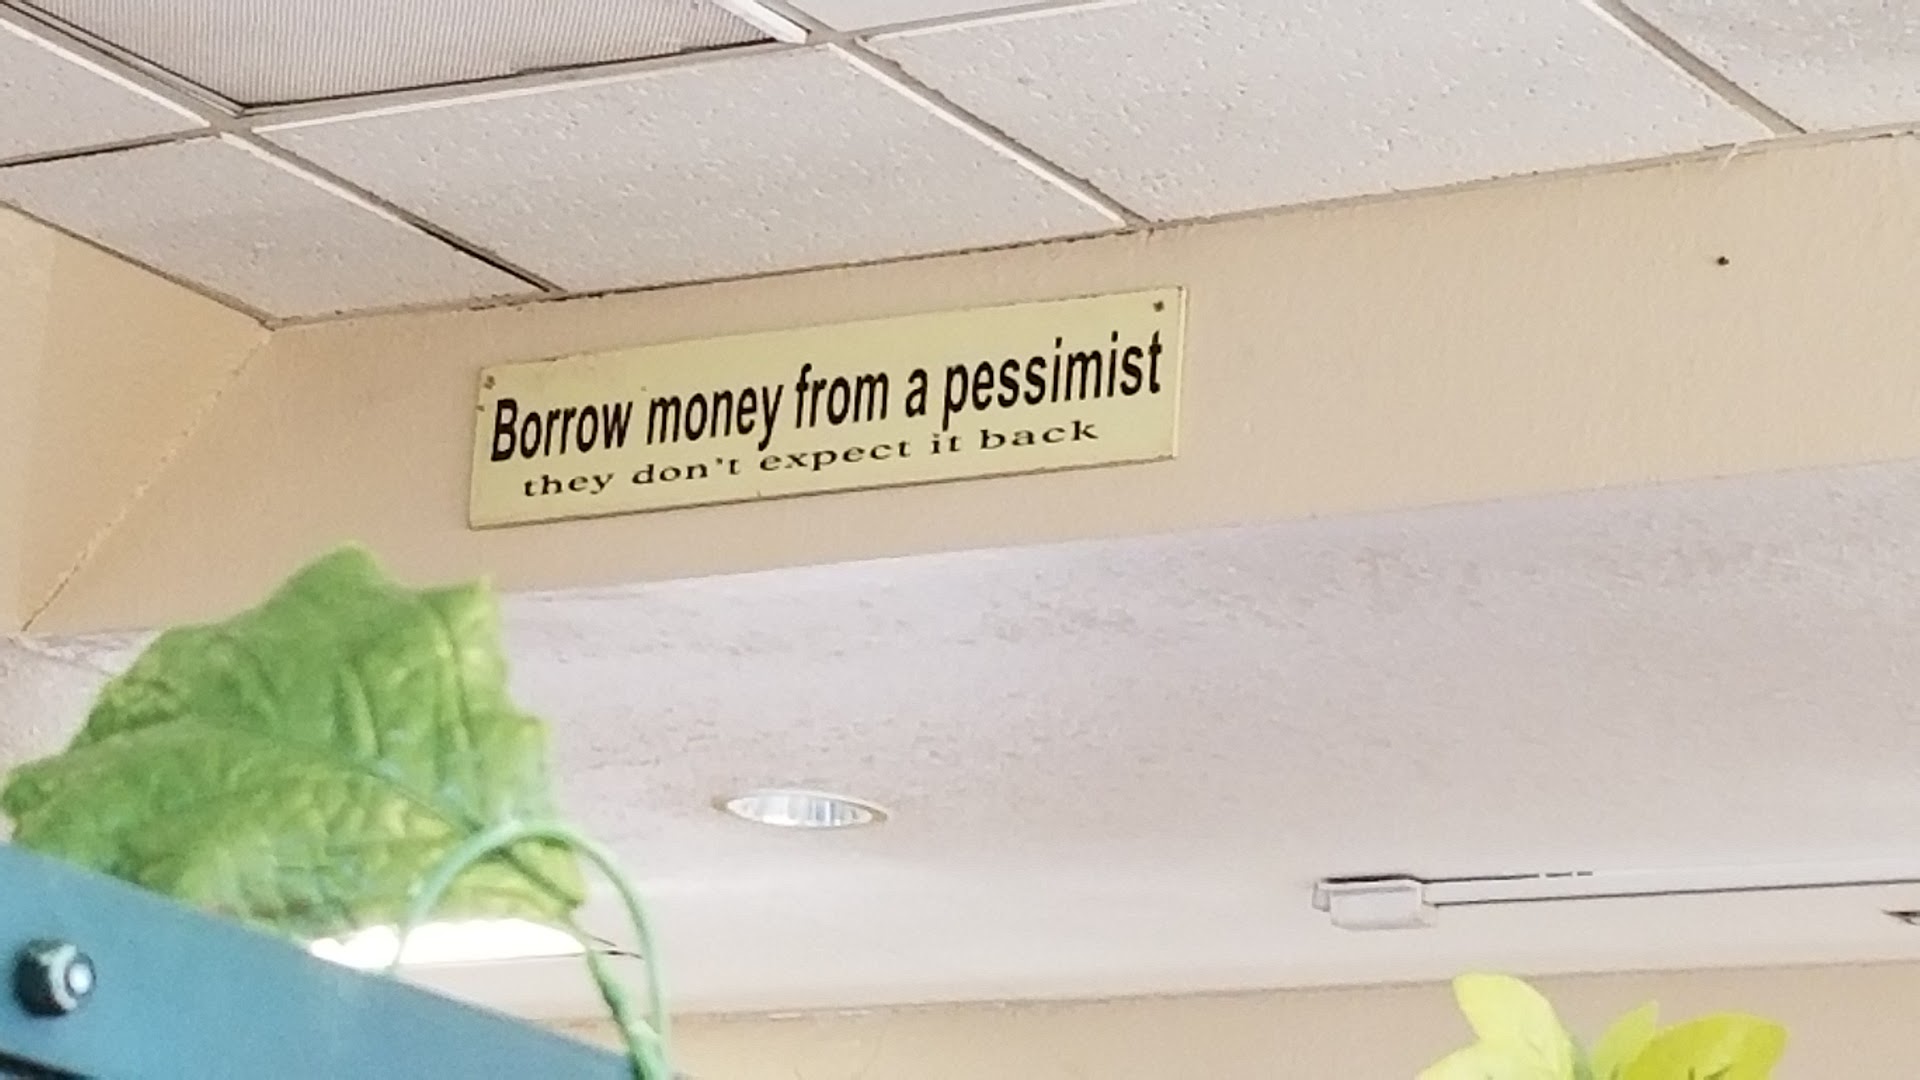 Borrow money from a pessimist
they don't expect it back